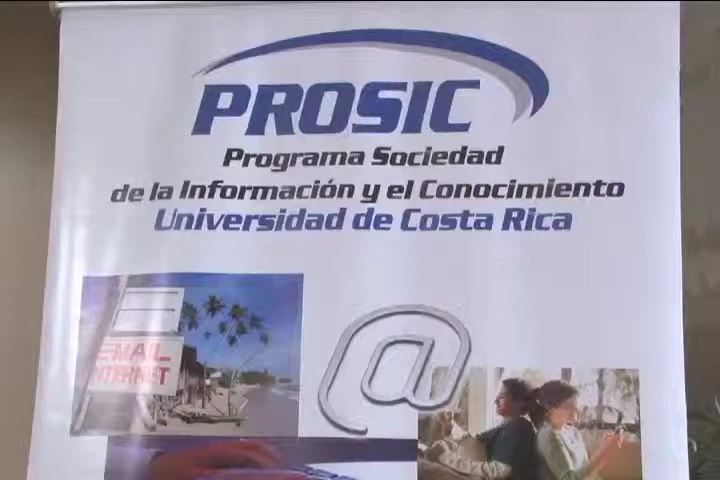 PROSIC
Programa Sociedad
de la Información y el Conocimiento
Universidad de Costa Rica
EMAIL
INTERNET
@